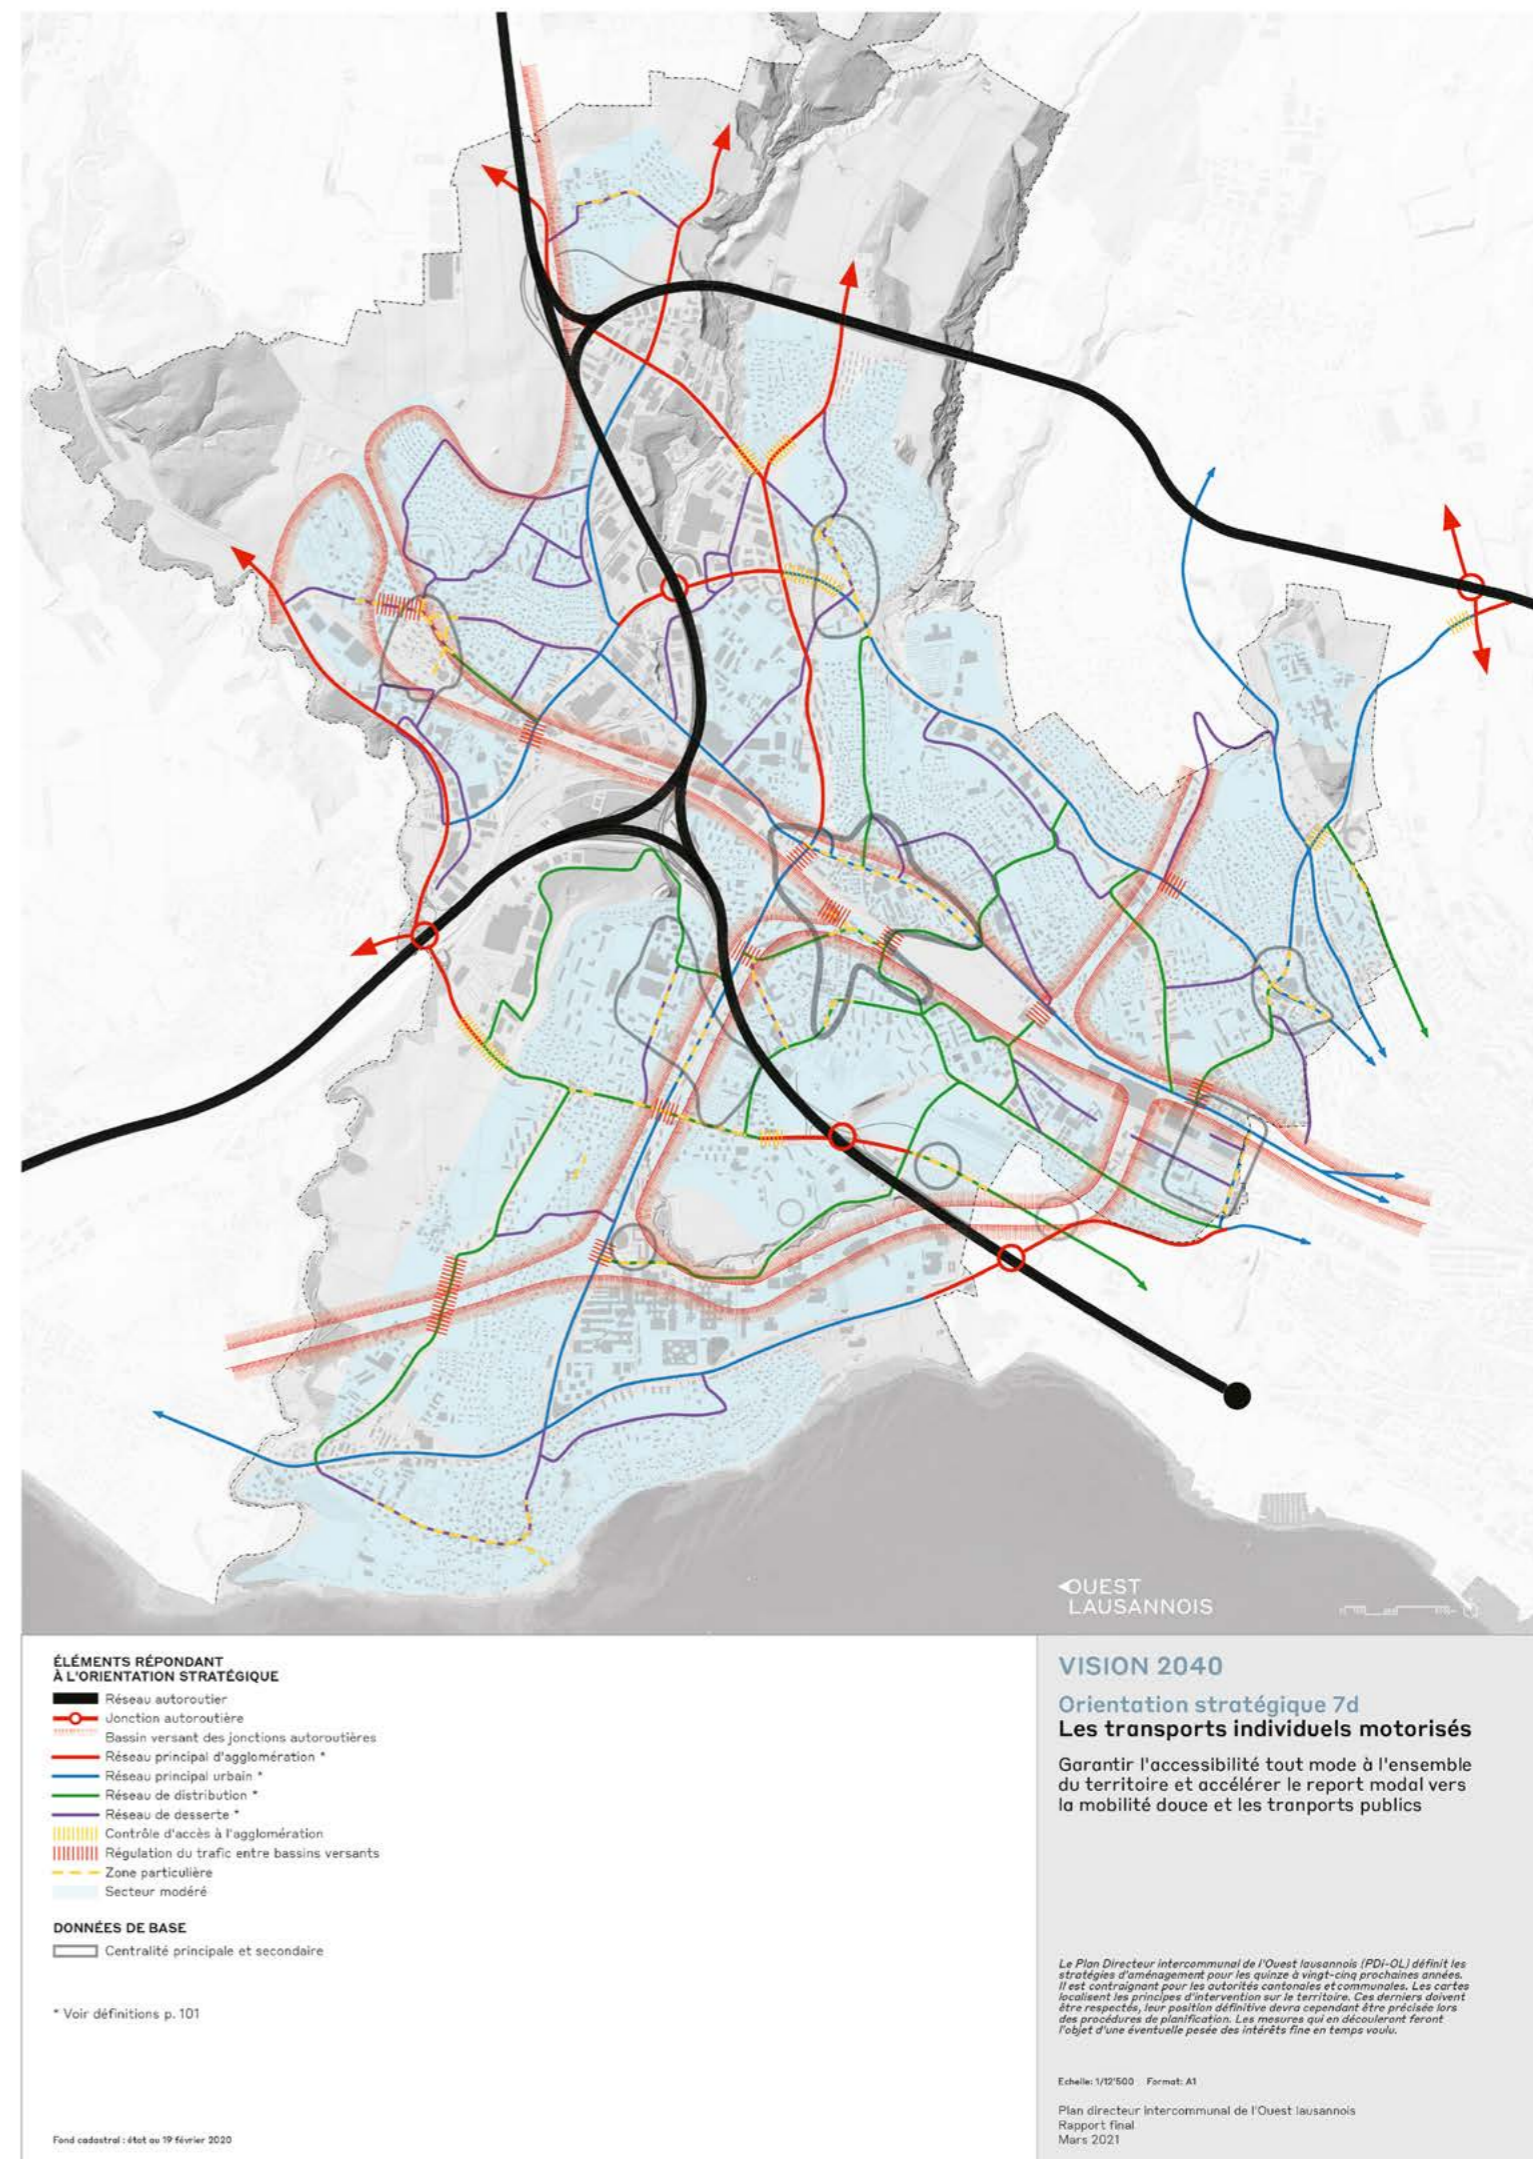 OUEST
LAUSANNOIS
ÉLÉMENTS RÉPONDANT
À L'ORIENTATION STRATÉGIQUE
Réseau autoroutier
Jonction autoroutière
Bassin versant des jonctions autoroutières
Réseau principal d'agglomération *
Réseau principal urbain *
Réseau de distribution *
Réseau de desserte *
Contrôle d'accès à l'agglomération
Régulation du trafic entre bassins versants
Zone particulière
Secteur modéré
DONNÉES DE BASE
Centralité principale et secondaire
* Voir définitions p. 101
Fond cadastral : état au 19 février 2020
VISION 2040
Orientation stratégique 7d
Les transports individuels motorisés
Garantir l'accessibilité tout mode à l'ensemble
du territoire et accélérer le report modal vers
la mobilité douce et les tranports publics
Le Plan Directeur intercommunal de l'Ouest lausannois (PDi-OL) définit les
stratégies d'aménagement pour les quinze à vingt-cinq prochaines années.
Il est contraignant pour les autorités cantonales et communales. Les cartes
localisent les principes d'intervention sur le territoire. Ces derniers doivent
être respectés, leur position définitive devra cependant être précisée lors
des procédures de planification. Les mesures qui en découleront feront
l'objet d'une éventuelle pesée des intérêts fine en temps voulu.
Echelle: 1/12'500 Format: A1
Plan directeur intercommunal de l'Ouest lausannois
Rapport final
Mars 2021